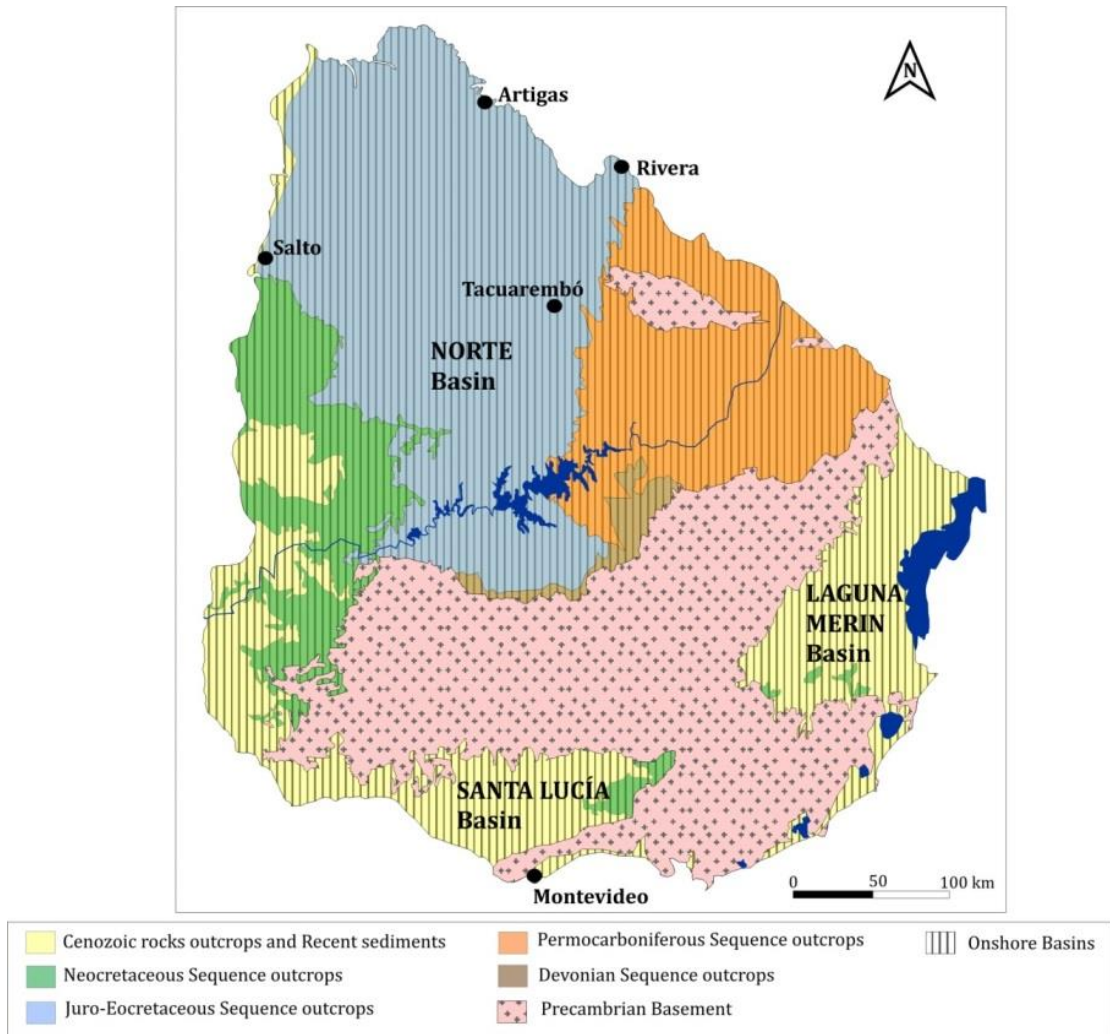 N
Artigas
Rivera
Salto
Tacuarembó
NORTE
Basin
LAGUNA
MERIN
Basin
SANTA LUCÍA
Basin
Montevideo
0 50 100 km
Cenozoic rocks outcrops and Recent sediments
Neocretaceous Sequence outcrops
Juro-Eocretaceous Sequence outcrops
Permocarboniferous Sequence outcrops
Devonian Sequence outcrops
Precambrian Basement
Onshore Basins